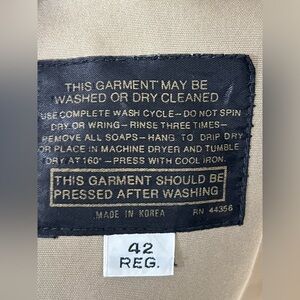 THIS GARMENT MAY BE
WASHED OR DRY CLEANED
USE COMPLETE WASH CYCLE—DO NOT SPIN
DRY OR WRING—RINSE THREE TIMES—
REMOVE ALL SOAPS—HANG TO DRIP DRY
OR PLACE IN MACHINE DRYER AND TUMBLE
DRY AT 160°—PRESS WITH COOL IRON.
THIS GARMENT SHOULD BE
PRESSED AFTER WASHING
MADE IN KOREA RN 44356
42
REG.